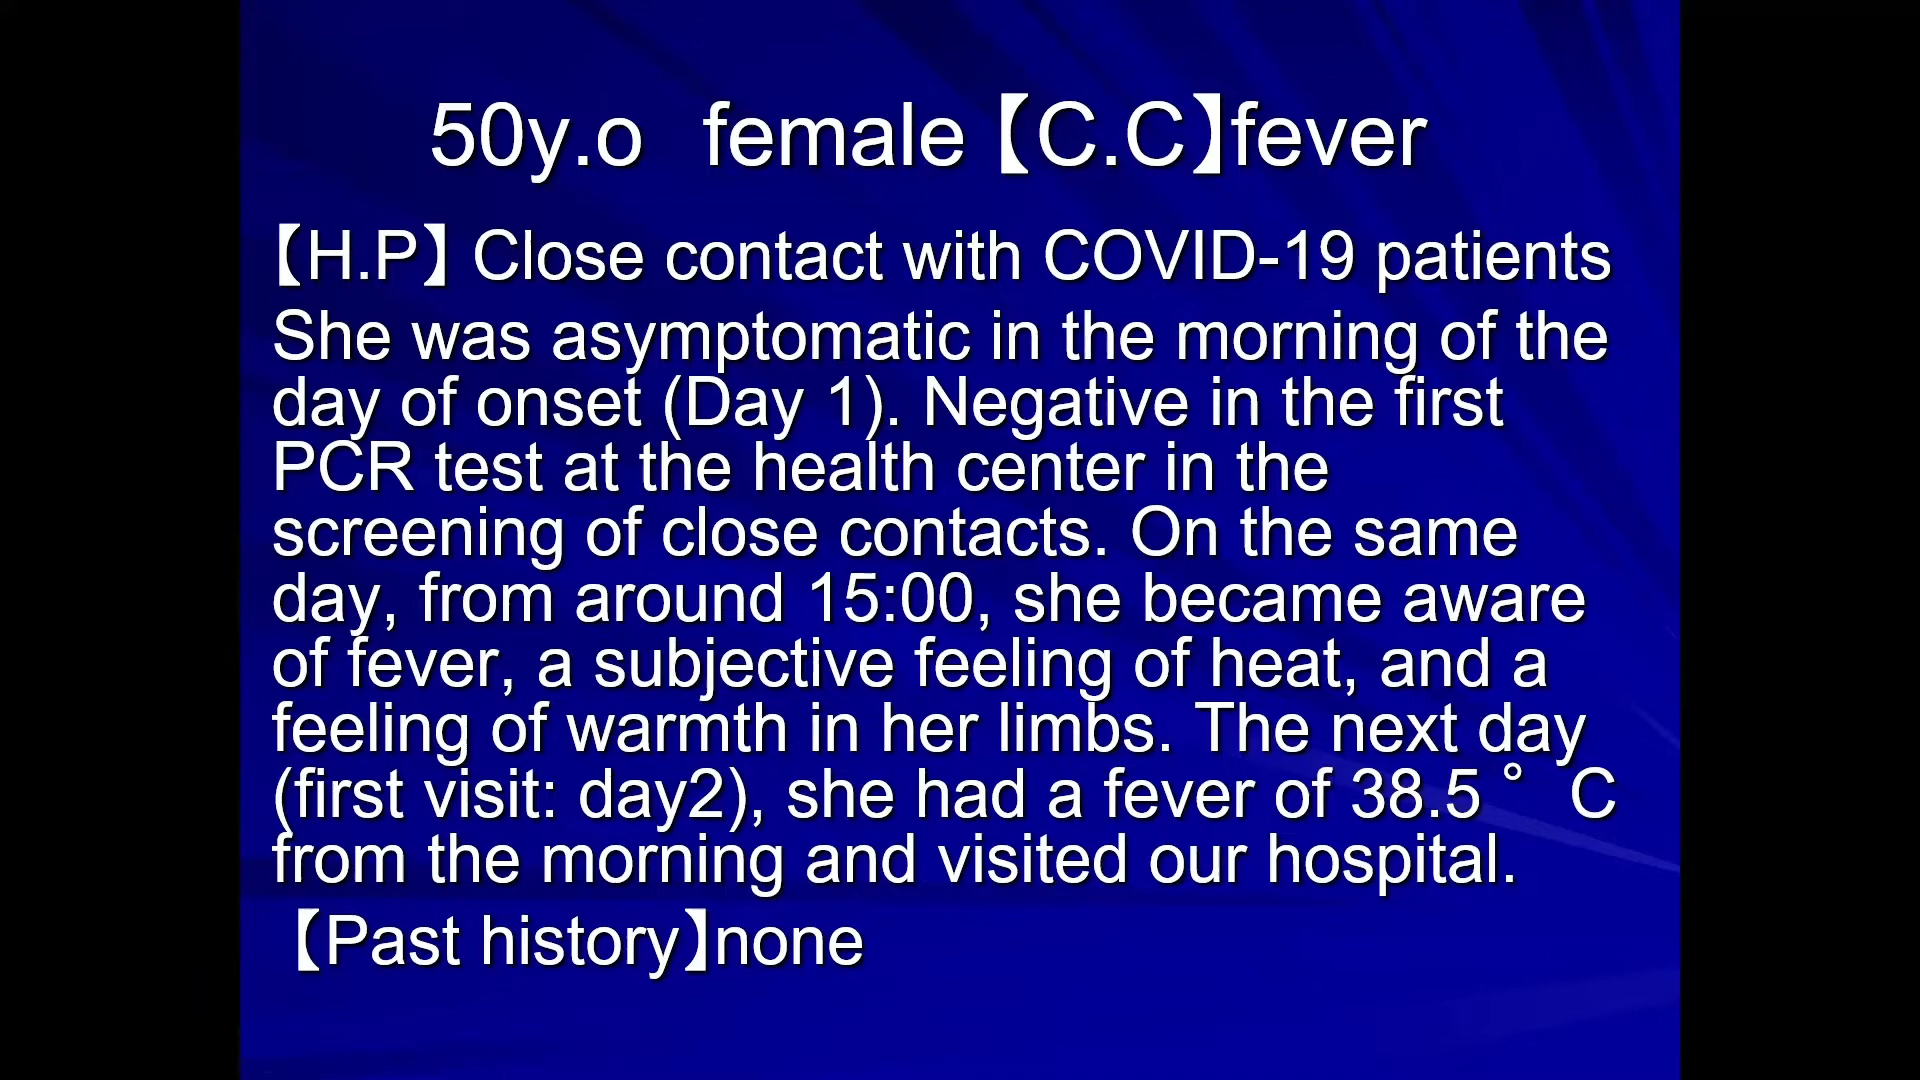 50y.o　female【C.C】fever
【H.P】 Close contact with COVID-19 patients
She was asymptomatic in the morning of the
day of onset (Day 1). Negative in the first
PCR test at the health center in the
screening of close contacts. On the same
day, from around 15:00, she became aware
of fever, a subjective feeling of heat, and a
feeling of warmth in her limbs. The next day
(first visit: day2), she had a fever of 38.5 ° C
from the morning and visited our hospital.
【Past history】none